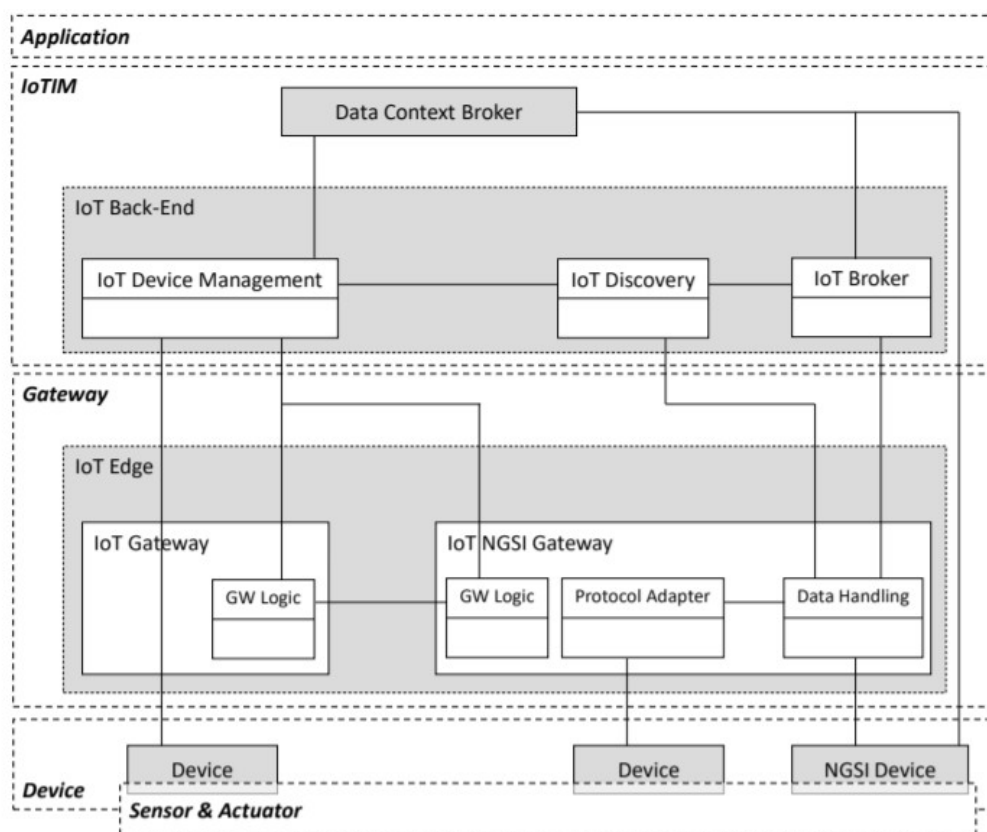 Application
IoTIM
Data Context Broker
IoT Back-End
IoT Device Management
IoT Discovery
IoT Broker
Gateway
IoT Edge
IoT Gateway
IoT NGSI Gateway
GW Logic
GW Logic
Protocol Adapter
Data Handling
Device
Device
NGSI Device
Device
Sensor & Actuator